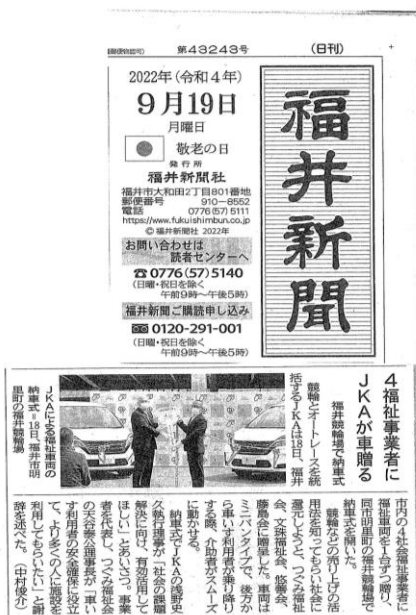 第43243号
(日刊)
福井新聞
2022年(令和4年)
9月19日
月曜日
敬老の日
発行所
福井新聞社
福井市大和田2丁目801番地
郵便番号 910-8552
電話 0776(57)5111
https://www.fukuishimbun.co.jp
©福井新聞社 2022年
お問い合わせは
読者センターへ
☎0776(57)5140
(日曜・祝日を除く
午前9時〜午後5時)
福井新聞ご購読申し込み
0120-291-001
(日曜・祝日を除く
午前9時〜午後5時)
4福祉事業者に
JKAが車贈る
福井競輪場で納車式
競輪とオートレースを統
括するJKAは18日、福井
JKAによる福祉車両の
納車式=18日、福井市明
里町の福井競輪場
市内の4社会福祉事業者に
福祉車両を1台ずつ贈り、
同市明里町の福井競輪場で
納車式を開いた。
競輪などの売り上げの活
用法を知ってもらい社会
還元しようと、つぐみ福祉
会、文珠福祉会、悠善会、
藤島会に贈呈した。車両は
ミニバンタイプで、後方か
ら車いす利用者が乗り降り
する際、介助者がスムーズ
に動かせる。
納車式でJKAの浅野史
久執行理事が「社会の課題
解決に向け、有効活用して
ほしい」とあいさつ。事業
者を代表し、つぐみ福祉会
の天谷泰公理事長が「車い
す利用者の安全確保に役立
て、より多くの人に施設を
利用してもらいたい」と謝
辞を述べた。(中村俊介)